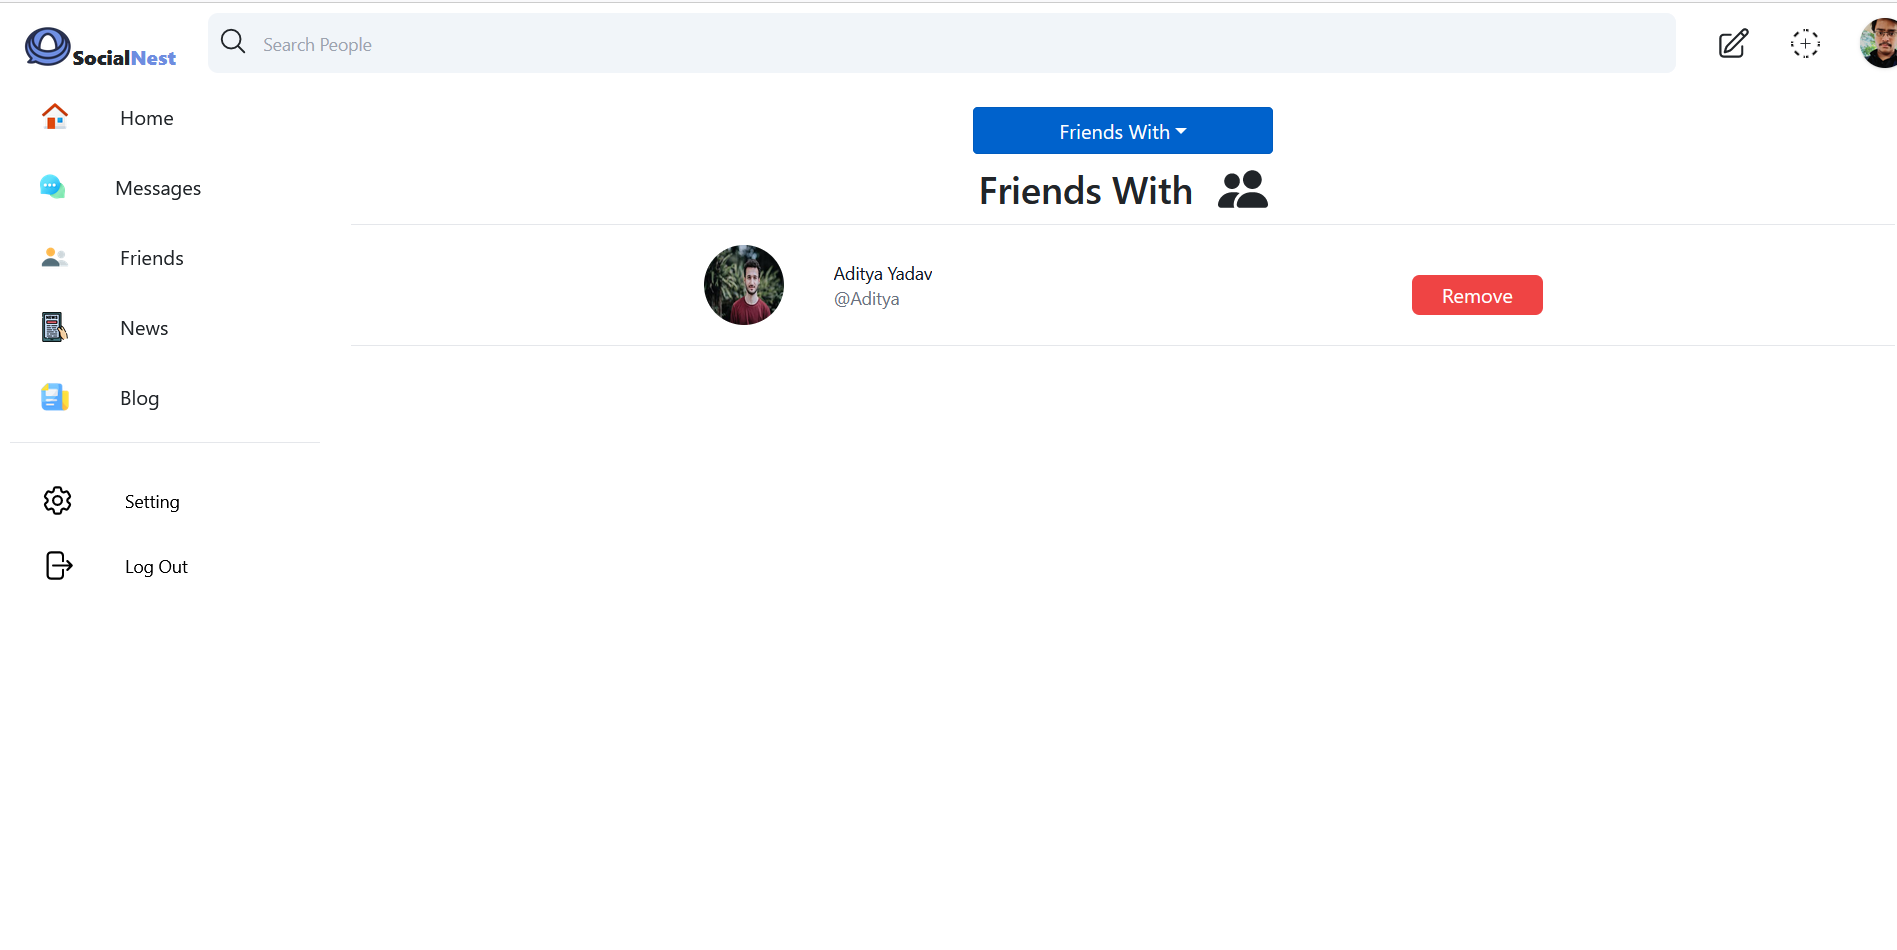 SocialNest
Search People
Home
Messages
Friends
News
Blog
Setting
Log Out
Friends With
Friends With
Aditya Yadav
@Aditya
Remove